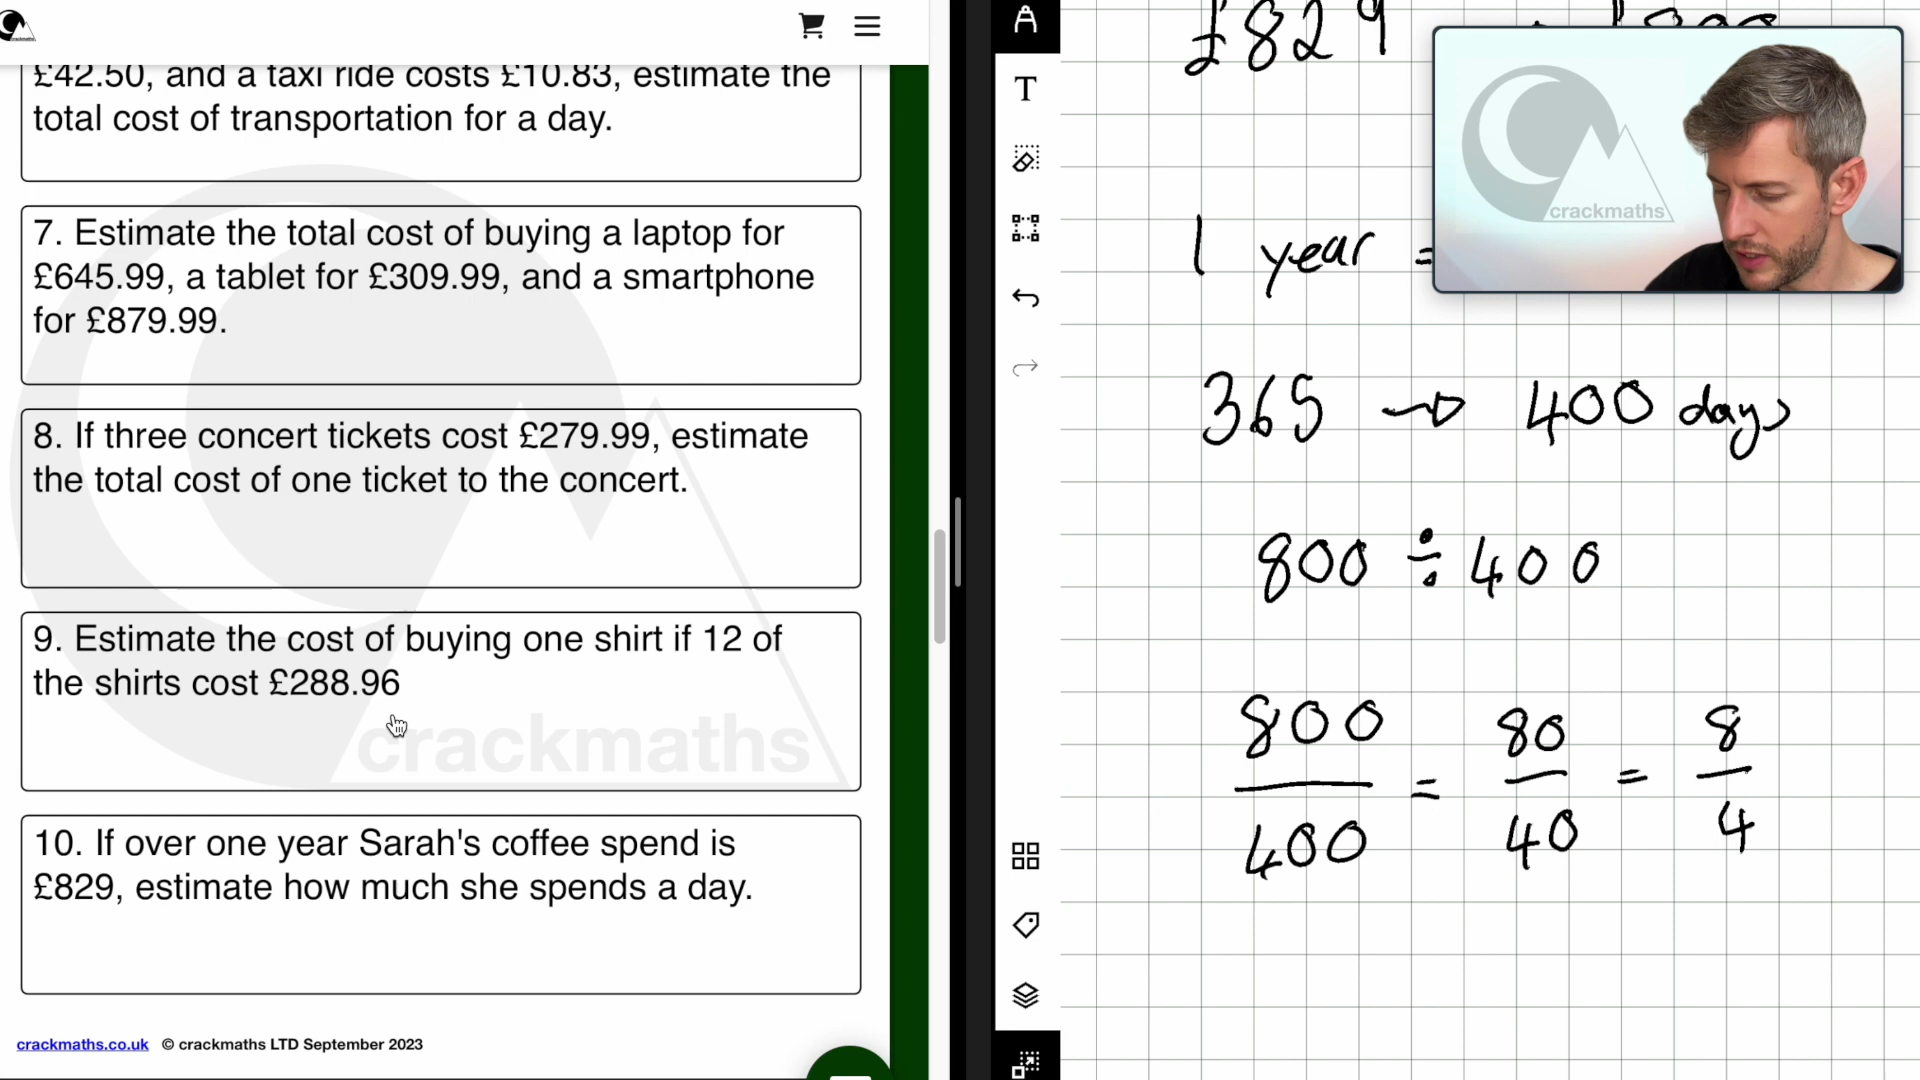 £42.50, and a taxi ride costs £10.83, estimate the
total cost of transportation for a day.
7. Estimate the total cost of buying a laptop for
£645.99, a tablet for £309.99, and a smartphone
for £879.99.
8. If three concert tickets cost £279.99, estimate
the total cost of one ticket to the concert.
9. Estimate the cost of buying one shirt if 12 of
the shirts cost £288.96
crackmaths
10. If over one year Sarah's coffee spend is
£829, estimate how much she spends a day.
crackmaths.co.uk © crackmaths LTD September 2023
T
£829
crackmaths
1 year =
365 → 400 days
800 ÷ 400
800/400 = 80/40 = 8/4